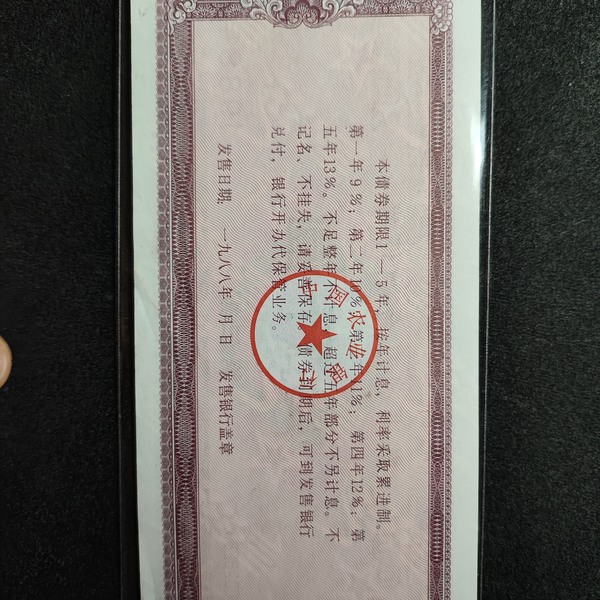 本债券期限1—5年，按年计息，利率采取累进制。
第一年9%；第二年10%；第三年11%；第四年12%；第
五年13%。不足整年不计息，超过五年部分不另计息。不
记名、不挂失，请妥善保存。债券到期后，可到发售银行
兑付，银行开办代保管业务。
发售日期： 一九八八年 月 日 发售银行盖章
中国农业